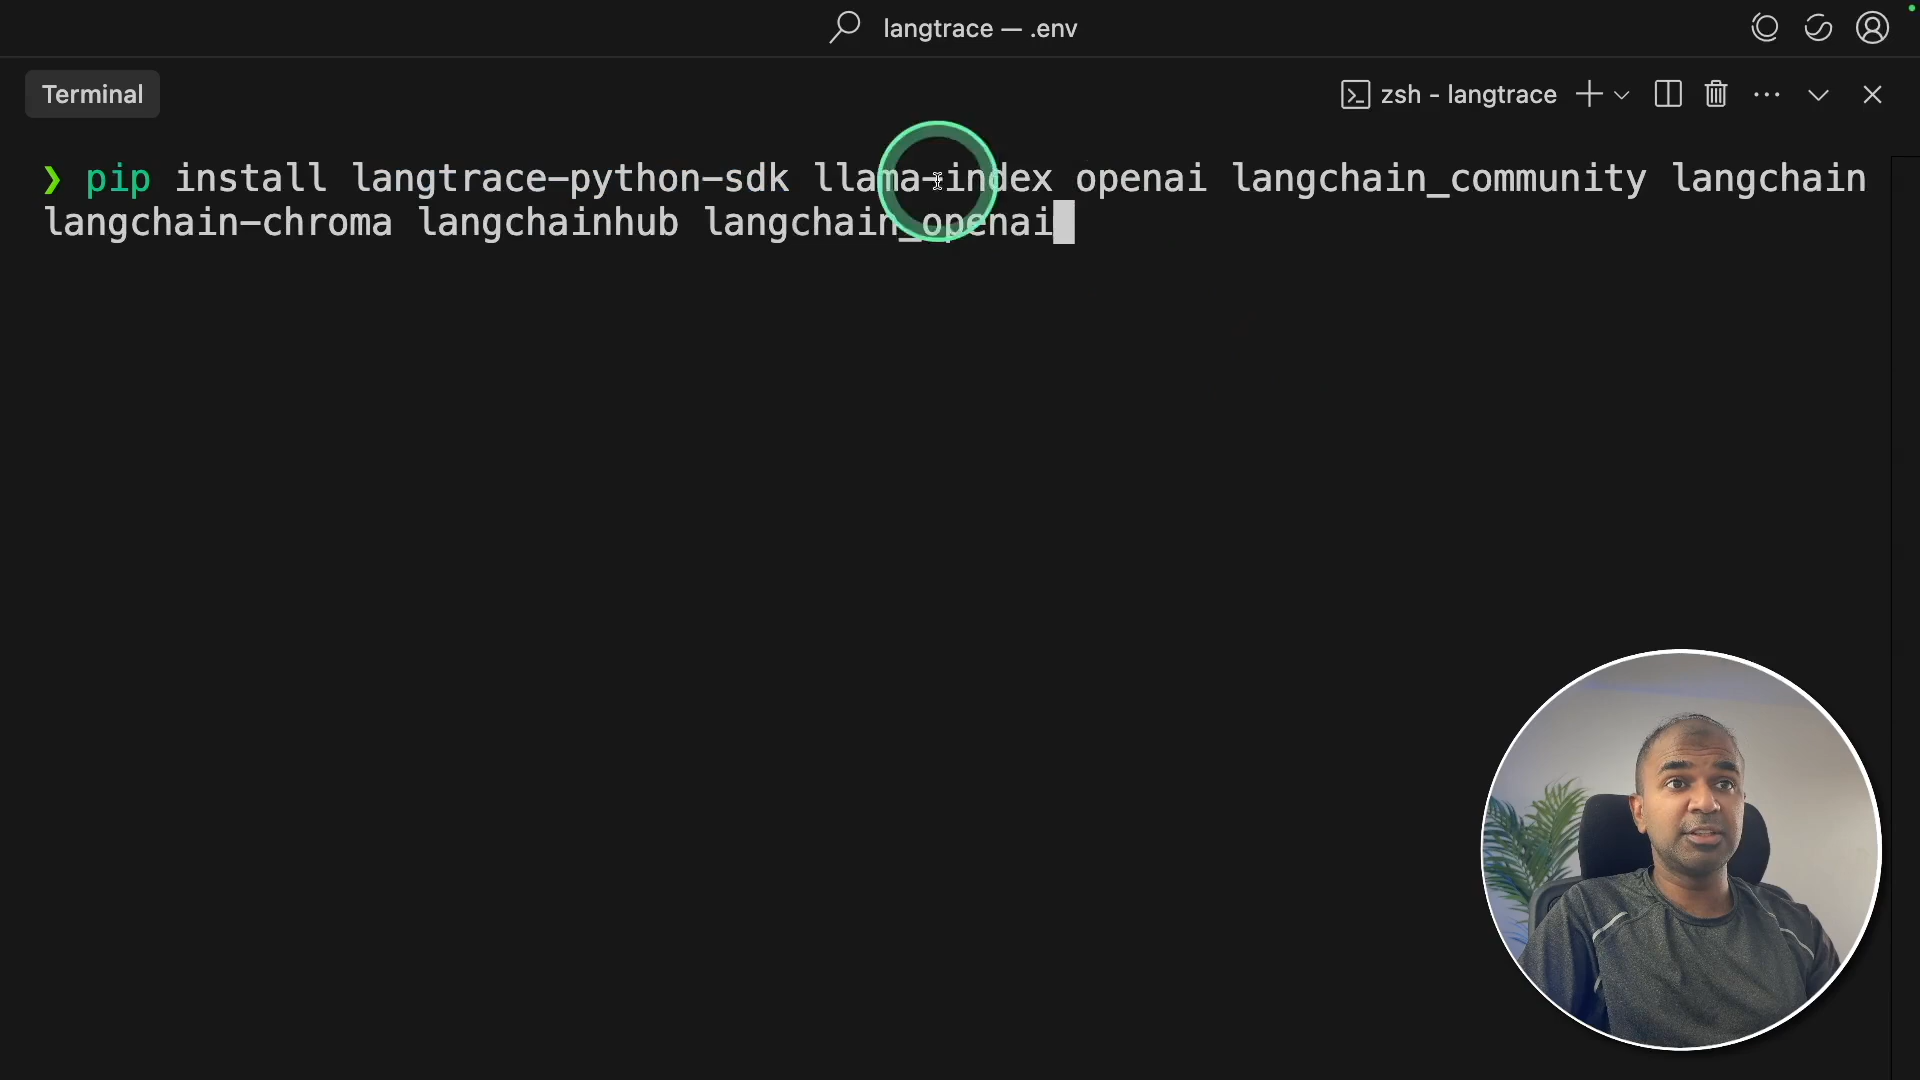 langtrace — .env
Terminal
zsh - langtrace
❯ pip install langtrace-python-sdk llama-index openai langchain_community langchain
langchain-chroma langchainhub langchain_openai